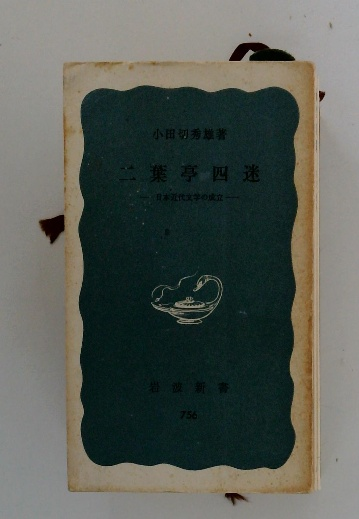 小田切秀雄著
二葉亭四迷
—日本近代文学の成立—
岩波新書
736